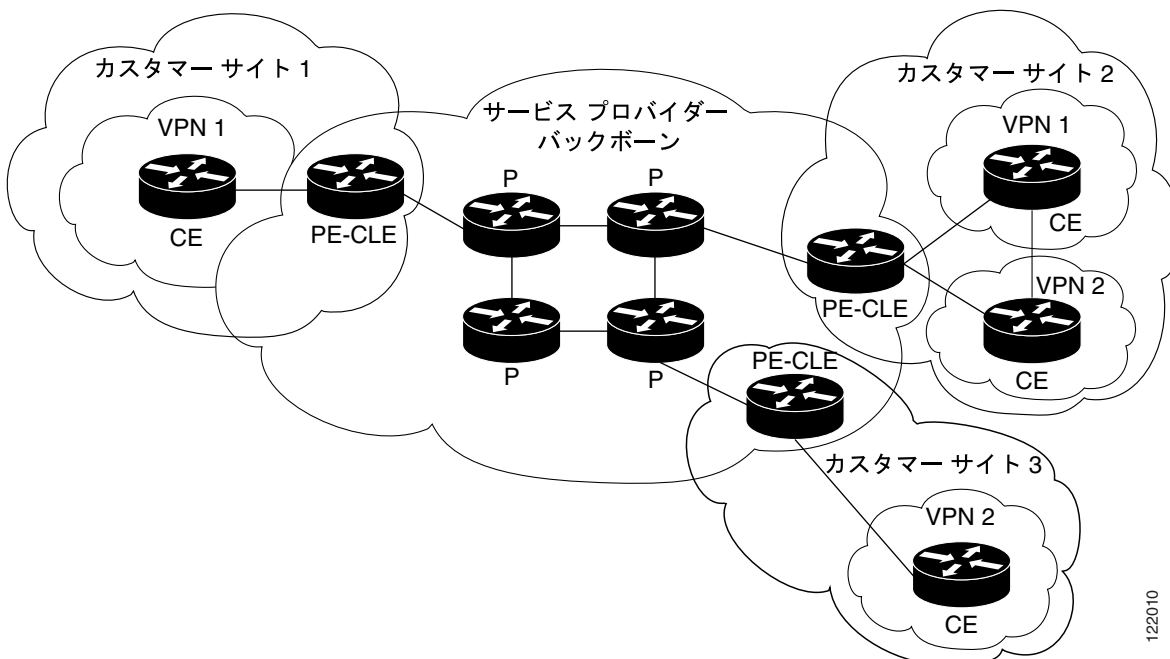 カスタマー サイト 1
VPN 1
CE
PE-CLE
サービス プロバイダー
バックボーン
P
P
P
P
カスタマー サイト 2
VPN 1
CE
PE-CLE
VPN 2
CE
PE-CLE
カスタマー サイト 3
VPN 2
CE
122010